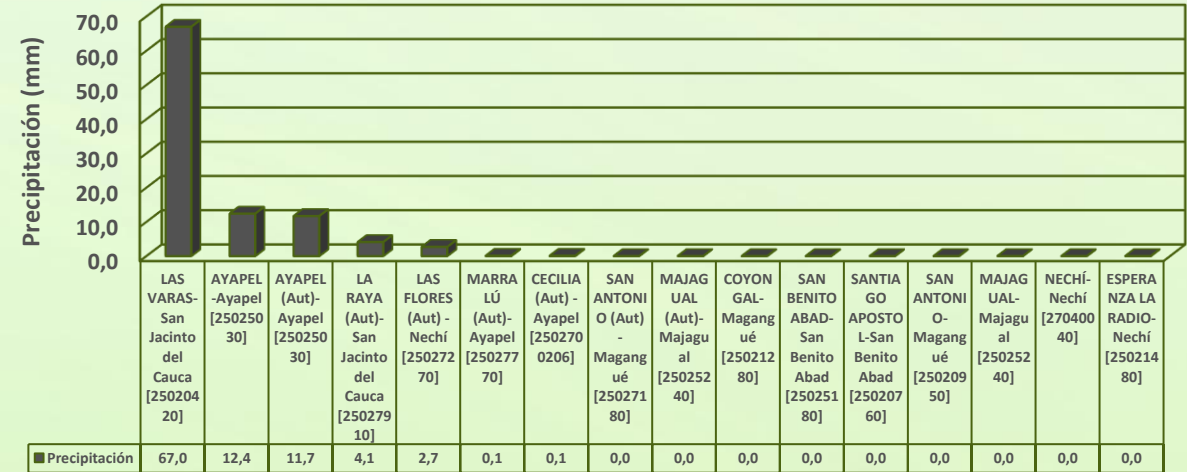 Precipitación (mm)
70,0
60,0
50,0
40,0
30,0
20,0
10,0
0,0
LAS
VARAS-
San
Jacinto
del
Cauca
[250204
20]
AYAPEL
-Ayapel
[250250
30]
AYAPEL
(Aut)-
Ayapel
[250250
30]
LA
RAYA
(Aut)-
San
Jacinto
del
Cauca
[250279
10]
LAS
FLORES
(Aut) -
Nechí
[250272
70]
MARRA
LÚ
(Aut)-
Ayapel
[250277
70]
CECILIA
(Aut) -
Ayapel
[250270
0206]
SAN
ANTONI
O (Aut)
-
Magang
ué
[250271
80]
MAJAG
UAL
(Aut)-
Majagu
al
[250252
40]
COYON
GAL-
Magang
ué
[250212
80]
SAN
BENITO
ABAD-
San
Benito
Abad
[250251
80]
SANTIA
GO
APOSTO
L-San
Benito
Abad
[250207
60]
SAN
ANTONI
O-
Magang
ué
[250209
50]
MAJAG
UAL-
Majagu
al
[250252
40]
NECHÍ-
Nechí
[270400
40]
ESPERA
NZA LA
RADIO-
Nechí
[250214
80]
Precipitación 67,0 12,4 11,7 4,1 2,7 0,1 0,1 0,0 0,0 0,0 0,0 0,0 0,0 0,0 0,0 0,0